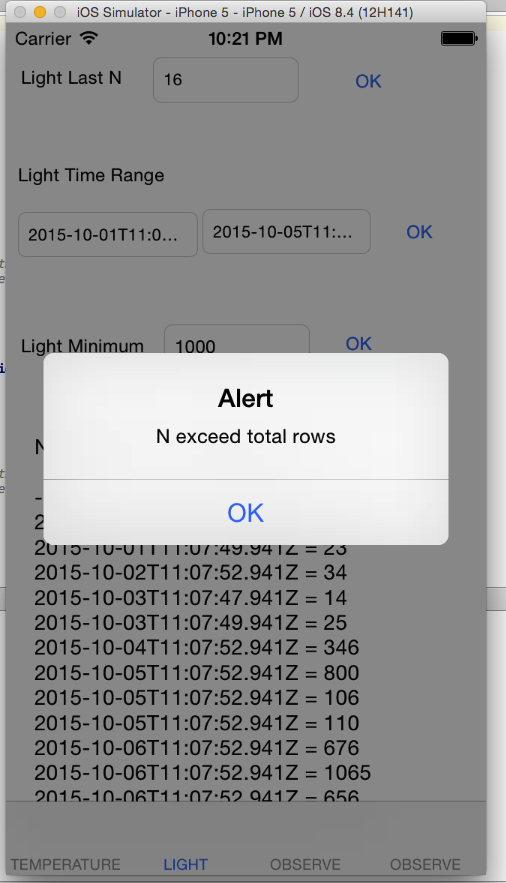 iOS Simulator - iPhone 5 - iPhone 5 / iOS 8.4 (12H141)
Carrier 10:21 PM
Light Last N 16 OK
Light Time Range
2015-10-01T11:0... 2015-10-05T11:... OK
Light Minimum 1000 OK
Alert
N exceed total rows
OK
2015-10-01T11:07:49.941Z = 23
2015-10-02T11:07:52.941Z = 34
2015-10-03T11:07:47.941Z = 14
2015-10-03T11:07:49.941Z = 25
2015-10-04T11:07:52.941Z = 346
2015-10-05T11:07:52.941Z = 800
2015-10-05T11:07:52.941Z = 106
2015-10-05T11:07:52.941Z = 110
2015-10-06T11:07:52.941Z = 676
2015-10-06T11:07:52.941Z = 1065
2015-10-06T11:07:52.941Z = 656
TEMPERATURE LIGHT OBSERVE OBSERVE